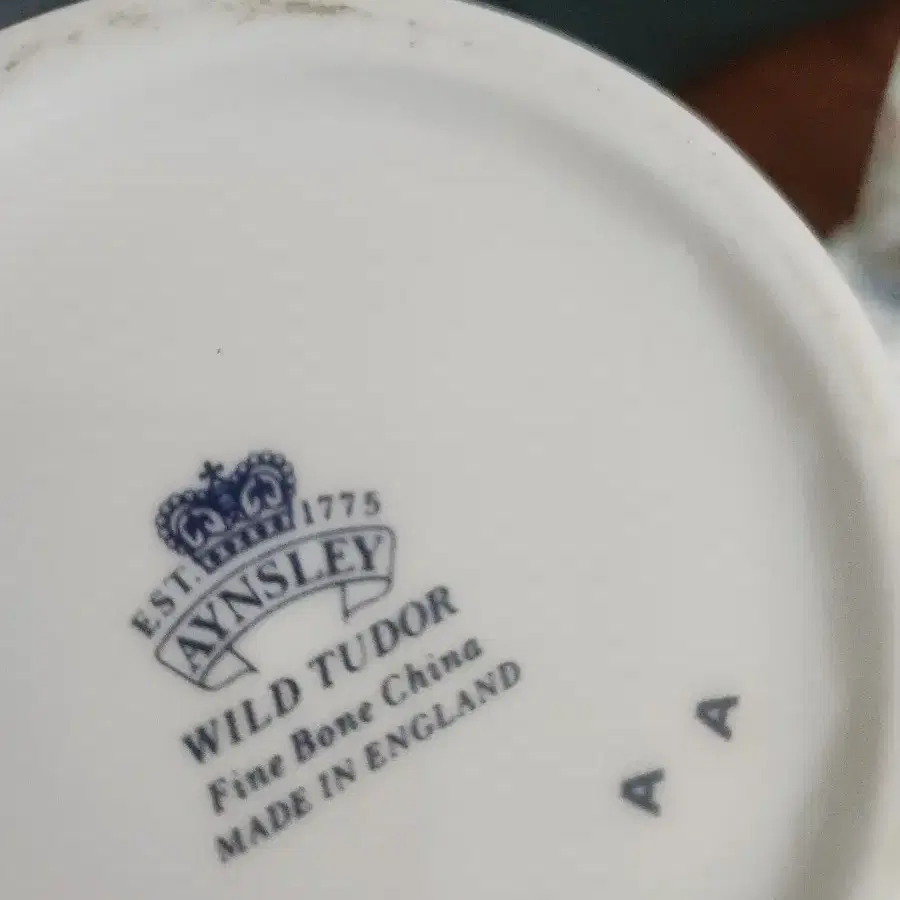 EST. 1775
AYNSLEY
WILD TUDOR
Fine Bone China
MADE IN ENGLAND
A A